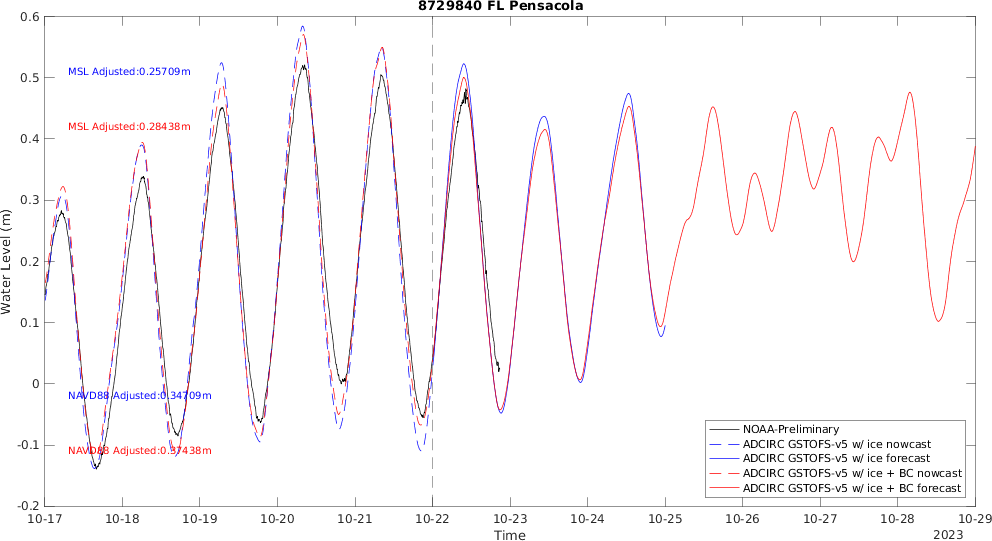 8729840 FL Pensacola
0.6
0.5
0.4
0.3
0.2
0.1
0
-0.1
-0.2
Water Level (m)
MSL Adjusted:0.25709m
MSL Adjusted:0.28438m
NAVD88 Adjusted:0.34709m
NAVD88 Adjusted:0.37438m
NOAA-Preliminary
ADCIRC GSTOFS-v5 w/ ice nowcast
ADCIRC GSTOFS-v5 w/ ice forecast
ADCIRC GSTOFS-v5 w/ ice + BC nowcast
ADCIRC GSTOFS-v5 w/ ice + BC forecast
10-17 10-18 10-19 10-20 10-21 10-22 10-23 10-24 10-25 10-26 10-27 10-28 10-29
Time
2023